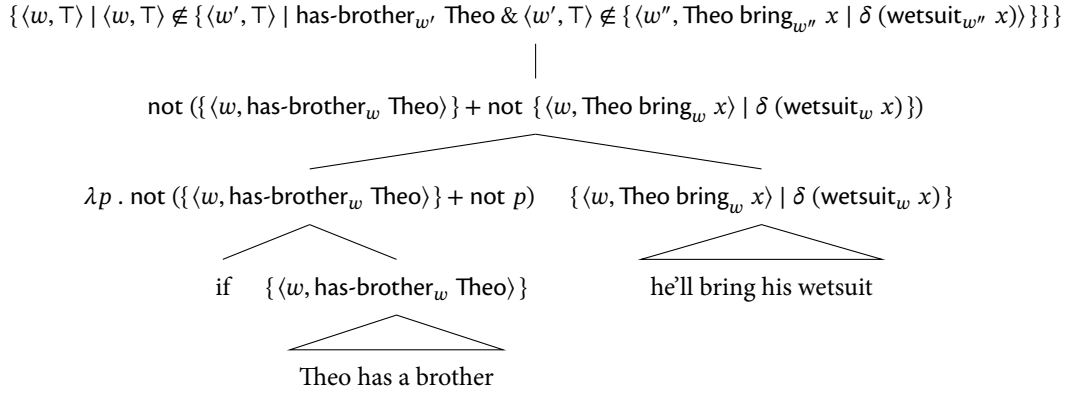 {⟨w, ⊤⟩ | ⟨w, ⊤⟩ ∉ {⟨w′, ⊤⟩ | has-brother_w′ Theo & ⟨w′, ⊤⟩ ∉ {⟨w″, Theo bring_w″ x | δ (wetsuit_w″ x)⟩}}}
not ({⟨w, has-brother_w Theo⟩} + not {⟨w, Theo bring_w x⟩ | δ (wetsuit_w x)})
λp . not ({⟨w, has-brother_w Theo⟩} + not p) {⟨w, Theo bring_w x⟩ | δ (wetsuit_w x)}
if {⟨w, has-brother_w Theo⟩} he’ll bring his wetsuit
Theo has a brother